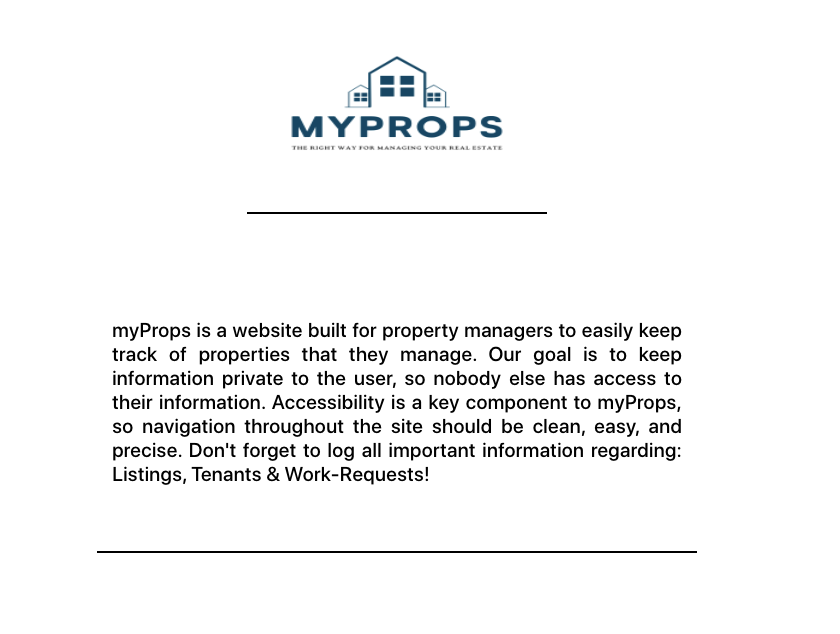 MYPROPS
THE RIGHT WAY FOR MANAGING YOUR REAL ESTATE
myProps is a website built for property managers to easily keep
track of properties that they manage. Our goal is to keep
information private to the user, so nobody else has access to
their information. Accessibility is a key component to myProps,
so navigation throughout the site should be clean, easy, and
precise. Don't forget to log all important information regarding:
Listings, Tenants & Work-Requests!